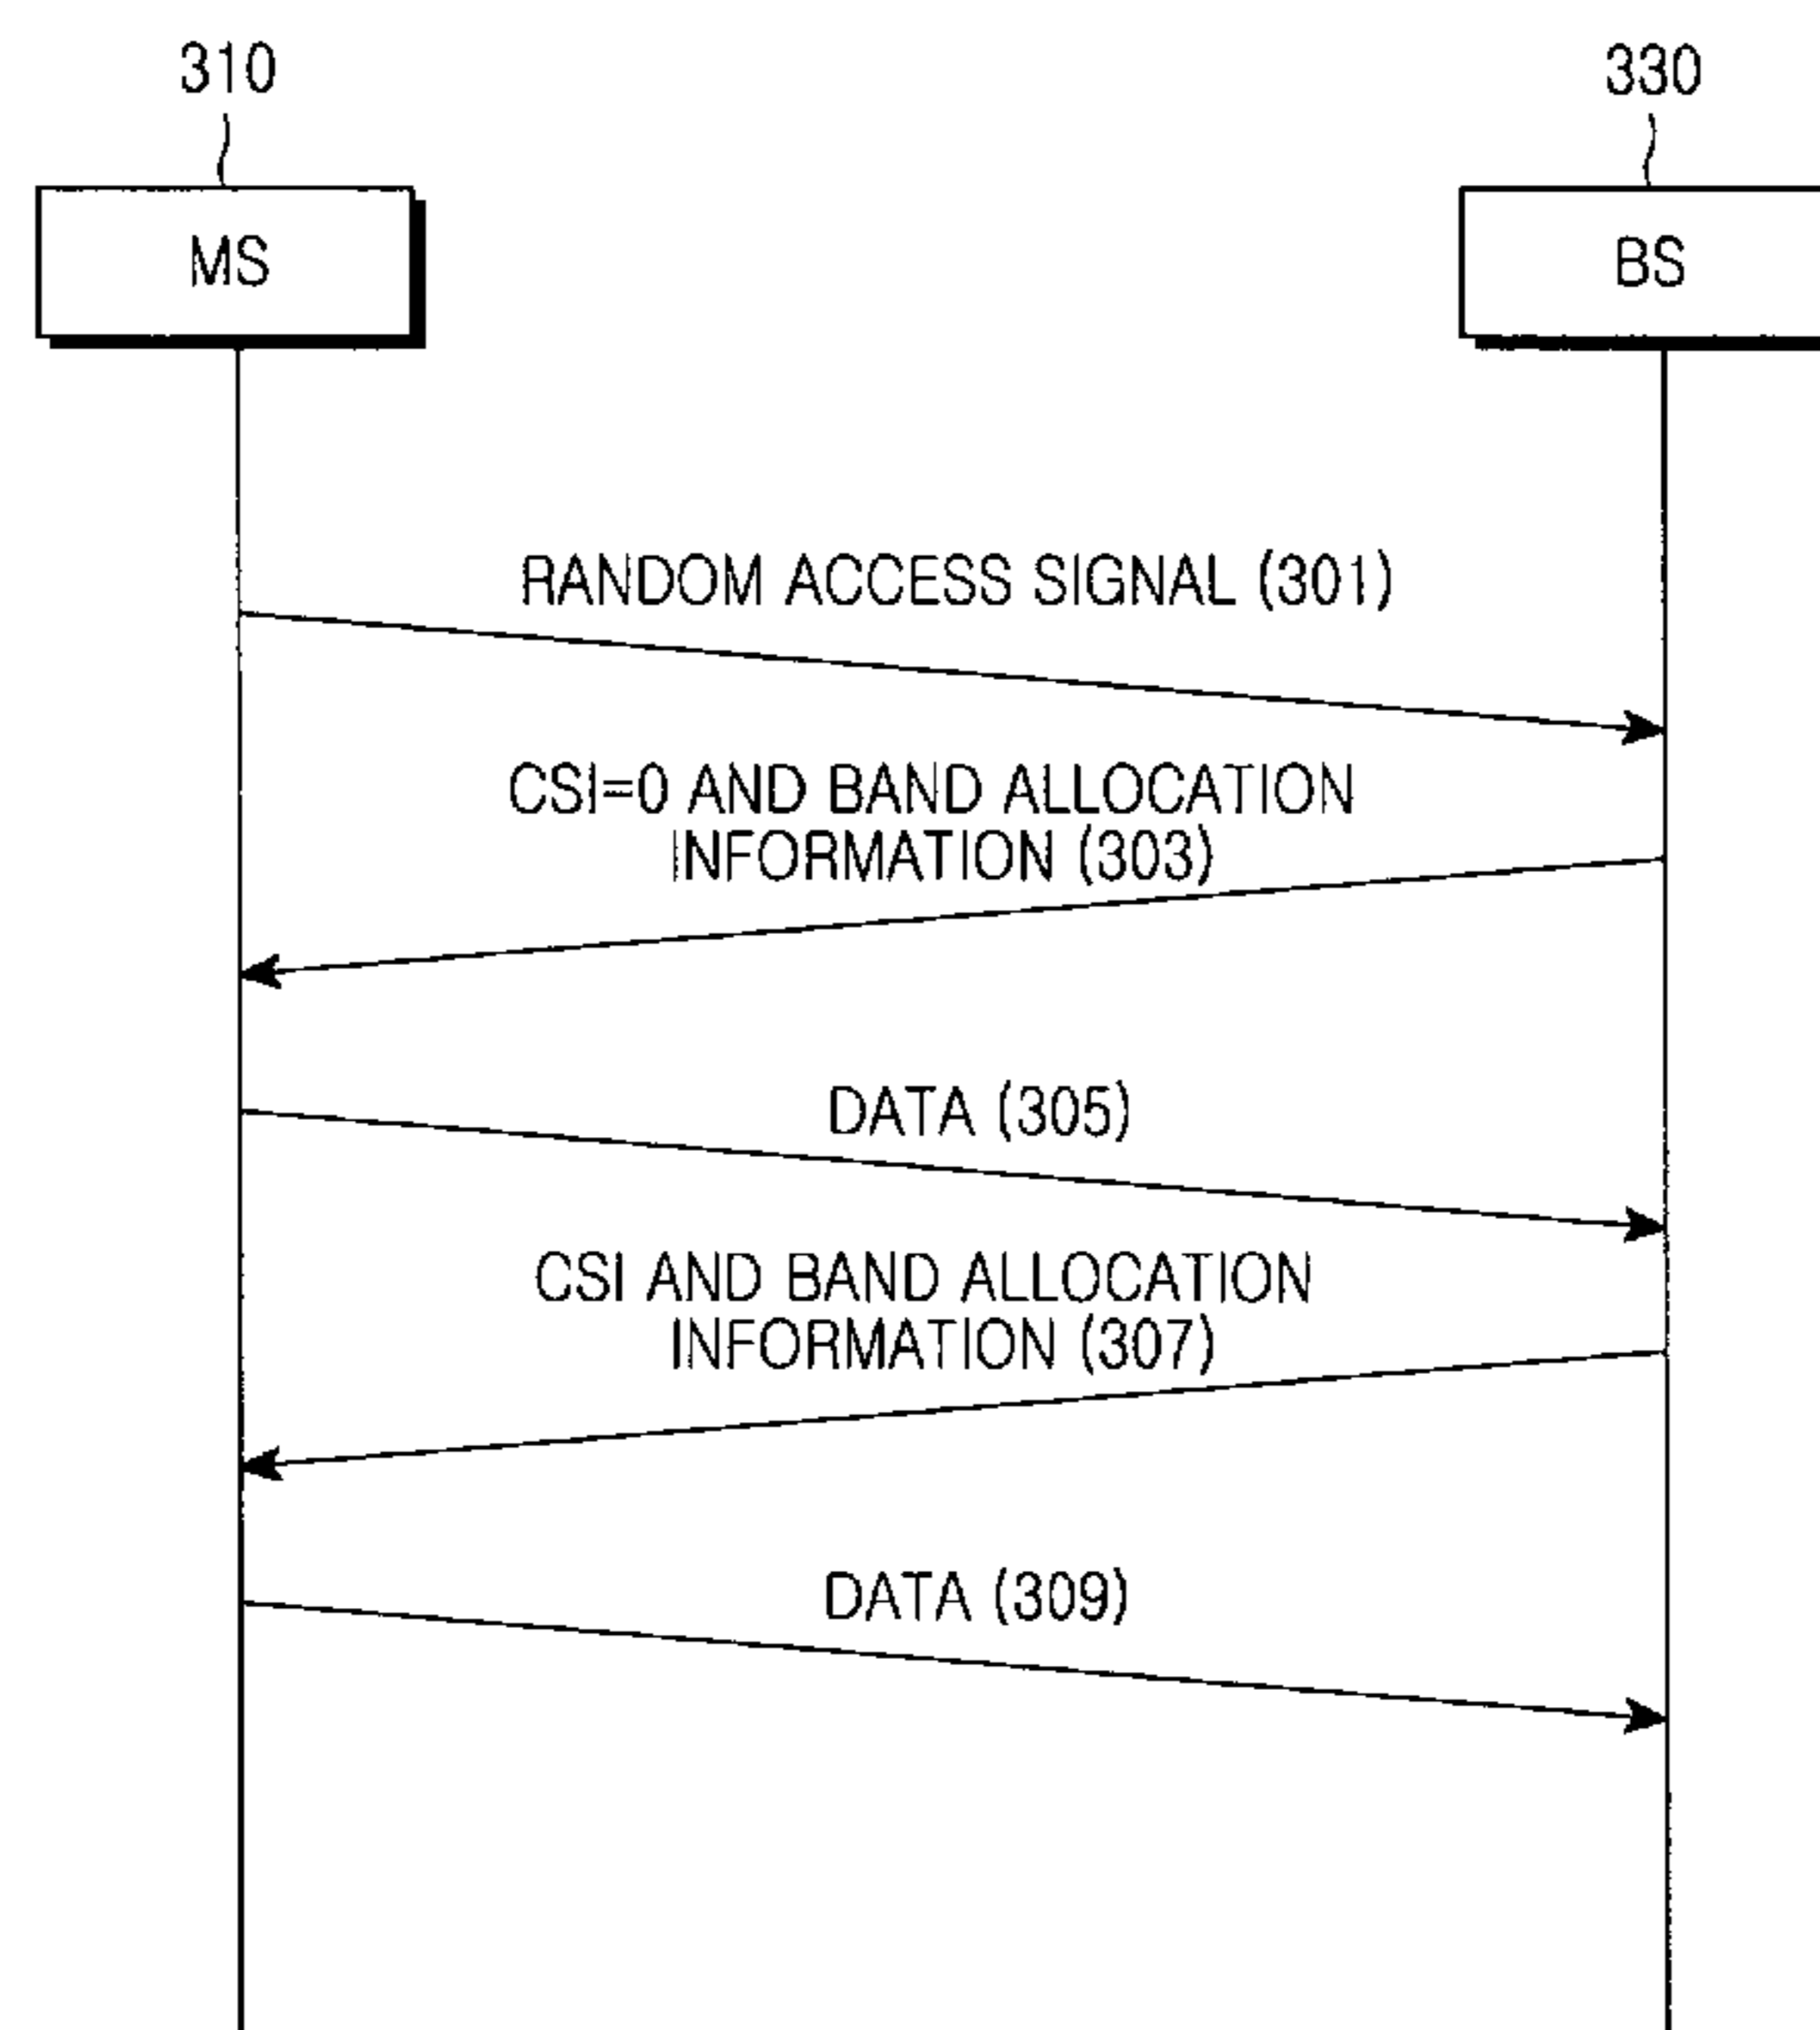 310
330
MS
BS
RANDOM ACCESS SIGNAL (301)
CSI=0 AND BAND ALLOCATION
INFORMATION (303)
DATA (305)
CSI AND BAND ALLOCATION
INFORMATION (307)
DATA (309)